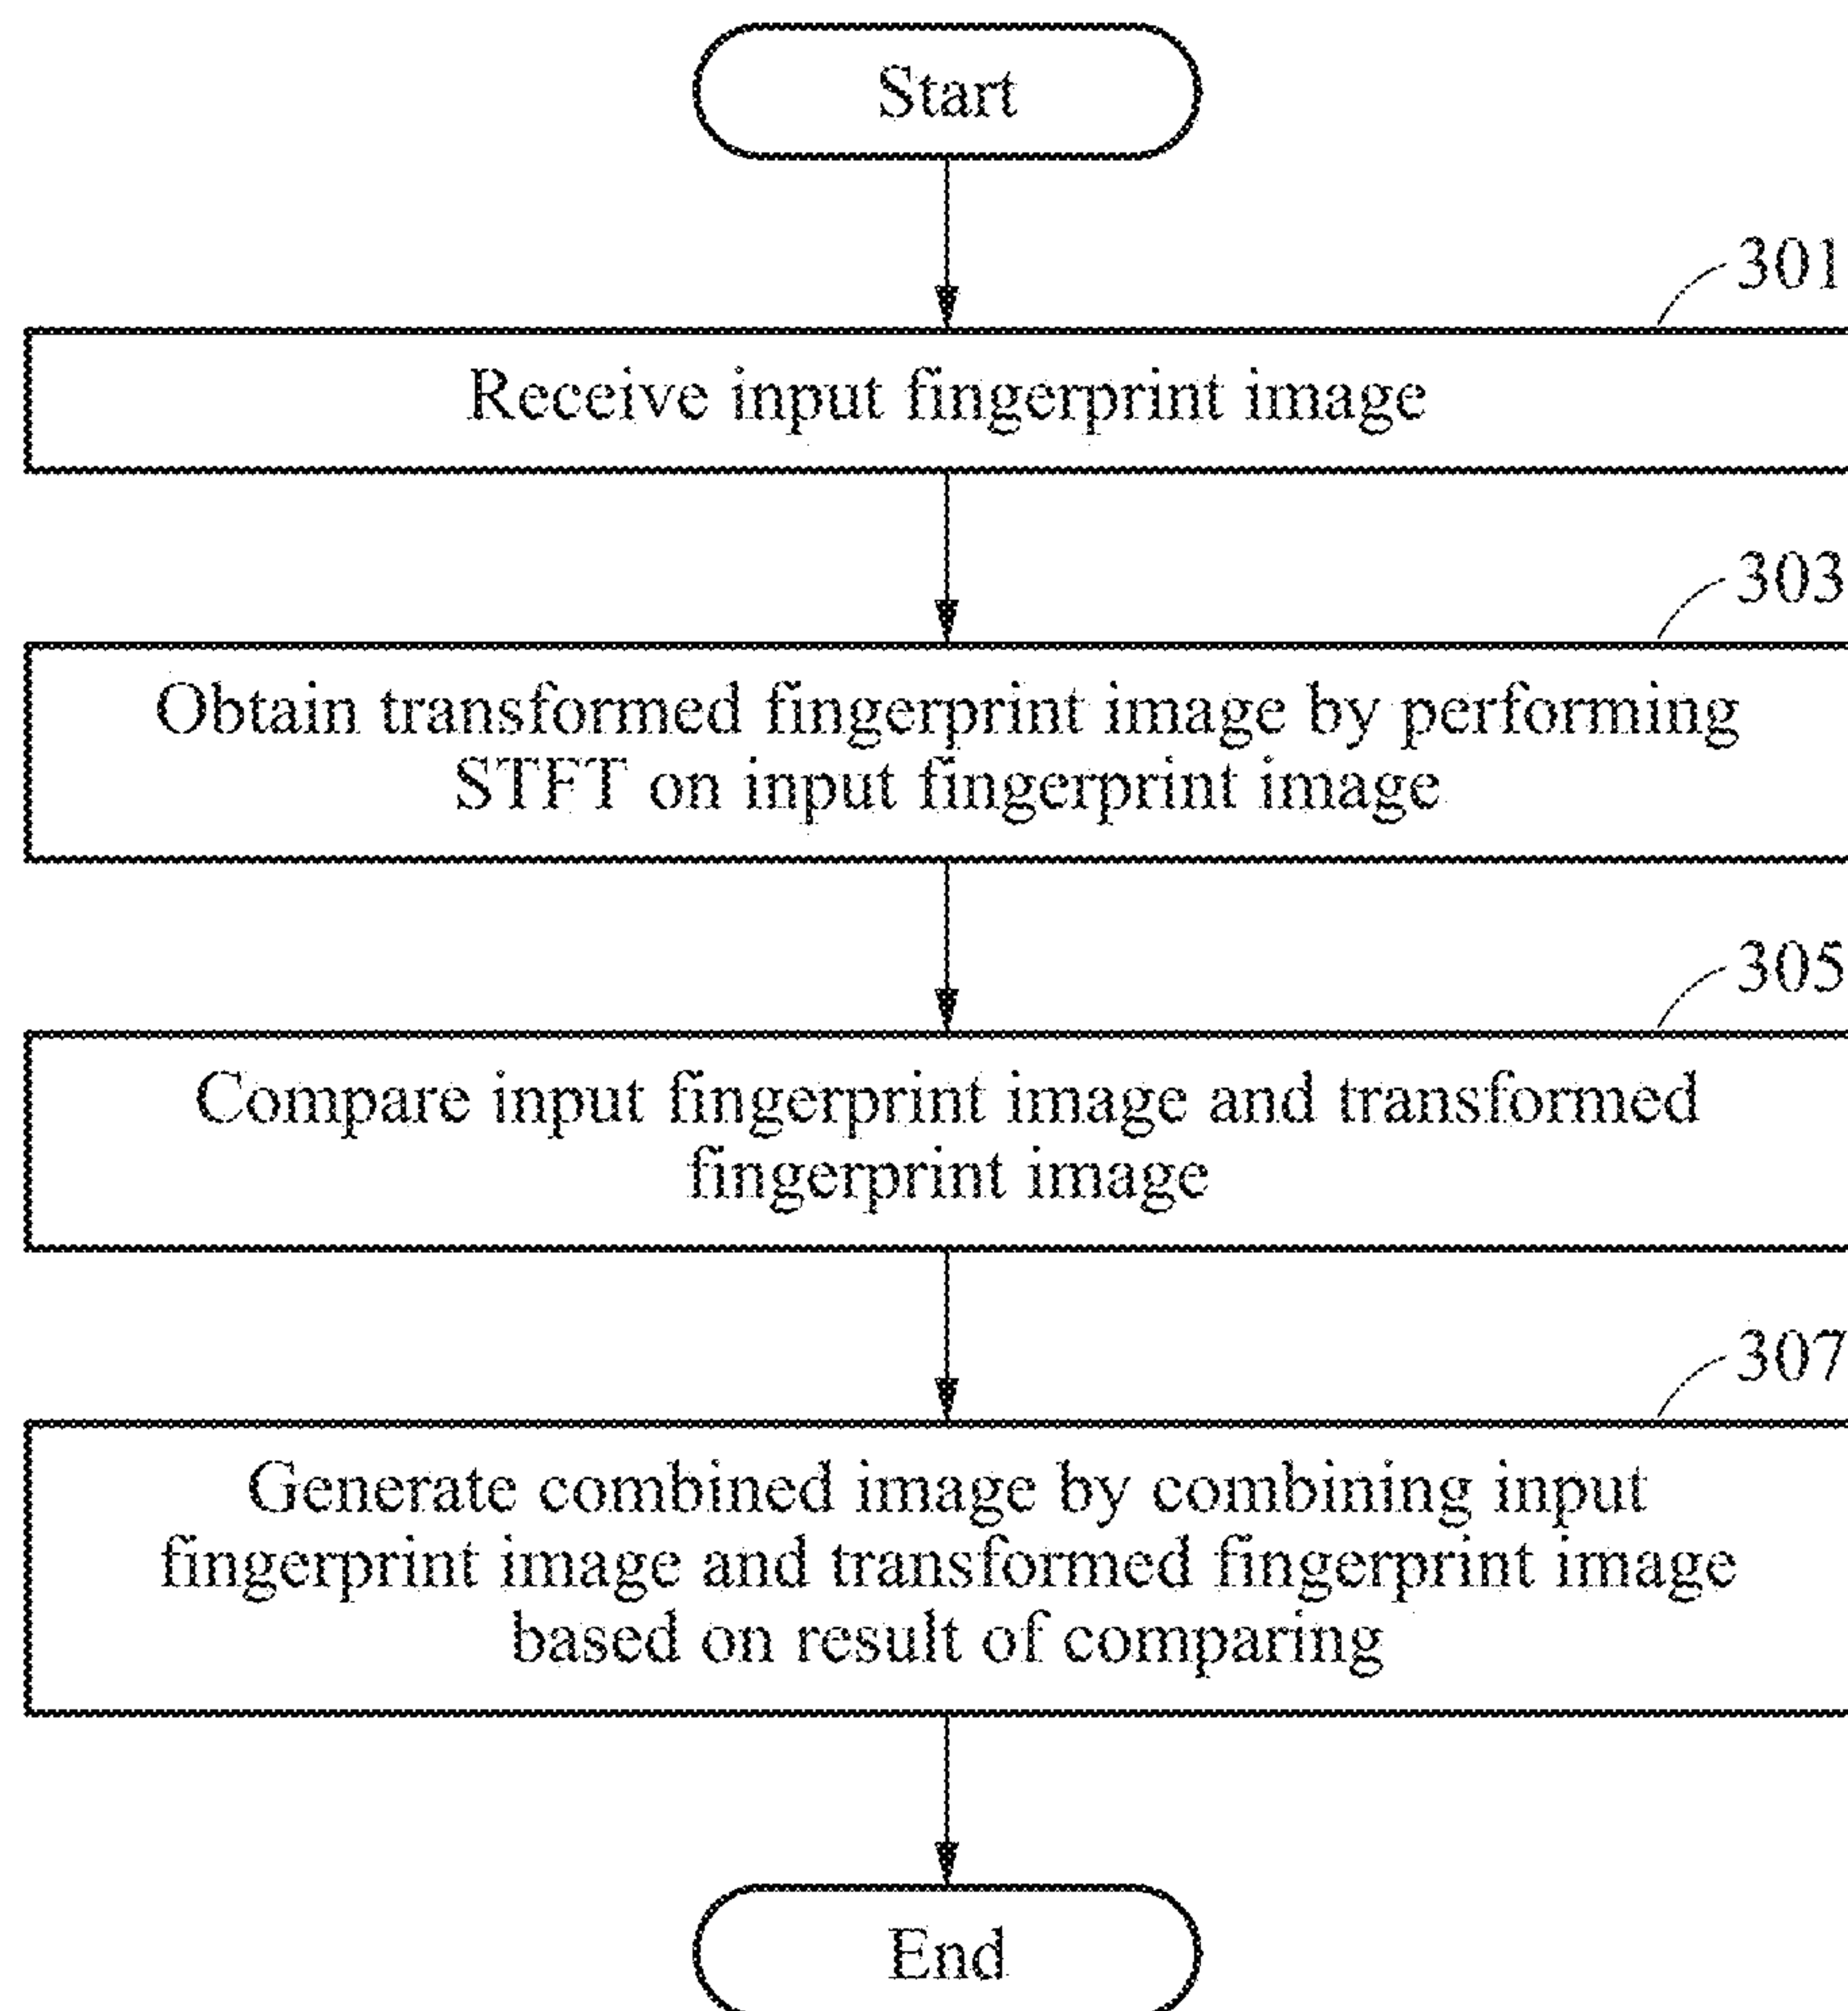 Start
301
Receive input fingerprint image
303
Obtain transformed fingerprint image by performing
STFT on input fingerprint image
305
Compare input fingerprint image and transformed
fingerprint image
307
Generate combined image by combining input
fingerprint image and transformed fingerprint image
based on result of comparing
End